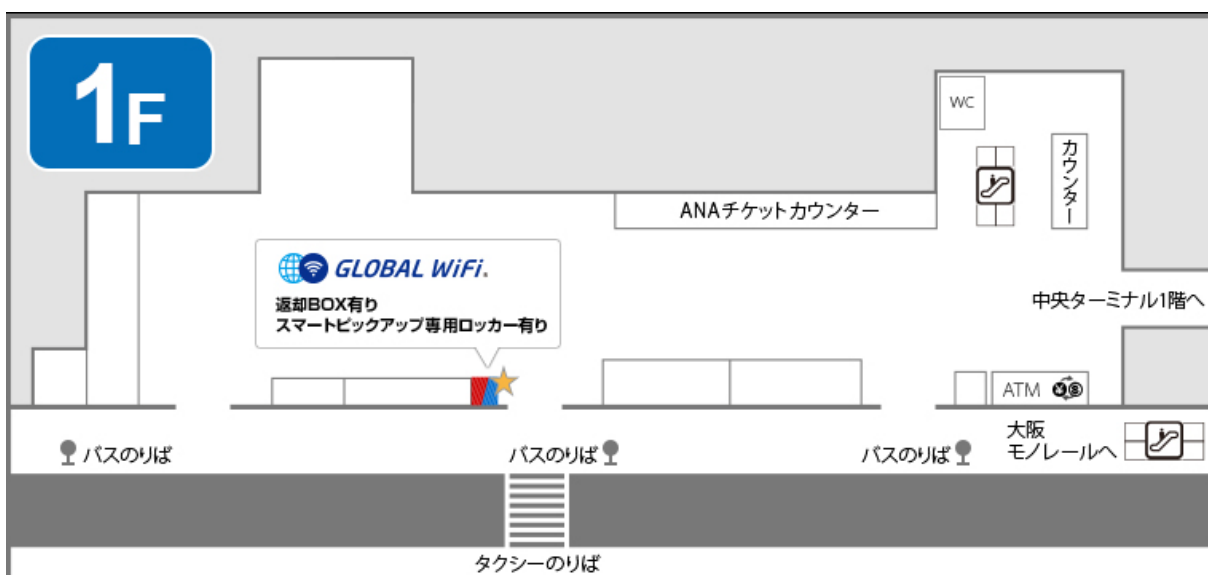 1F
WC
カウンター
ANAチケットカウンター
GLOBAL WiFi.
返却BOX有り
スマートピックアップ専用ロッカー有り
中央ターミナル1階へ
ATM
¥
$
大阪
モノレールへ
バスのりば
バスのりば
バスのりば
タクシーのりば